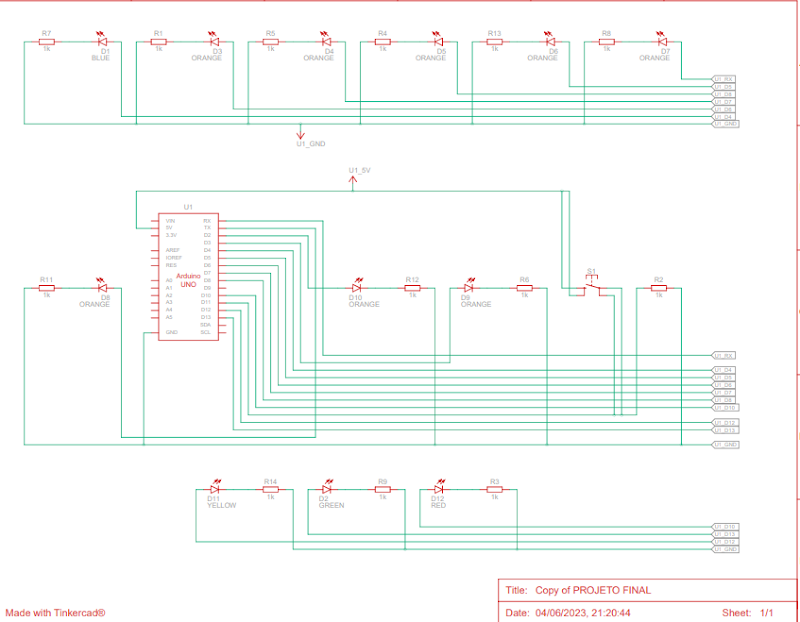 R7
1k
D1
BLUE
R1
1k
D3
ORANGE
R5
1k
D4
ORANGE
R4
1k
D5
ORANGE
R13
1k
D6
ORANGE
R8
1k
D7
ORANGE
U1_RX
U1_D5
U1_D7
U1_D4
U1_GND
U1_GND
U1_5V
U1
VIN
5V
3.3V
AREF
IOREF
RES
A0
A1
A2
A3
A4
A5
GND
Arduino
UNO
RX
TX
D2
D3
D4
D5
D6
D7
D8
D9
D10
D11
D12
D13
SDA
SCL
R11
1k
D8
ORANGE
D10
ORANGE
R12
1k
D9
ORANGE
R6
1k
S1
R2
1k
U1_RX
U1_D4
U1_D5
U1_D6
U1_D7
U1_D8
U1_D10
U1_D12
U1_D13
U1_GND
D11
YELLOW
R14
1k
D2
GREEN
R9
1k
D12
RED
R3
1k
U1_D10
U1_D13
U1_D12
U1_GND
Title: Copy of PROJETO FINAL
Made with Tinkercad®
Date: 04/06/2023, 21:20:44
Sheet: 1/1